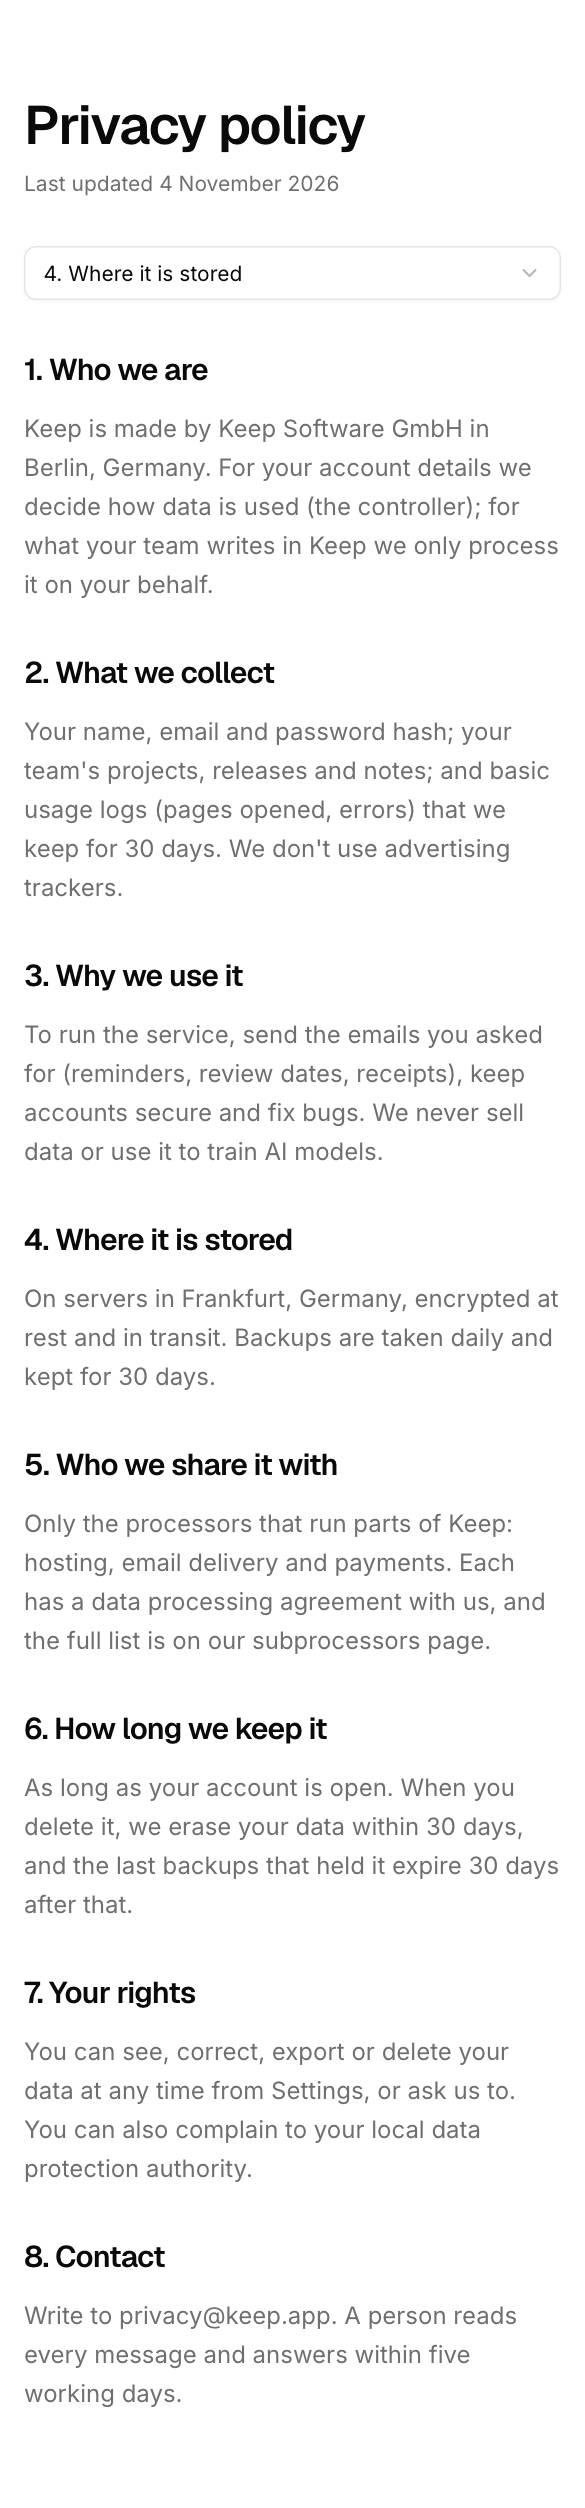 Privacy policy
Last updated 4 November 2026
4. Where it is stored
1. Who we are
Keep is made by Keep Software GmbH in
Berlin, Germany. For your account details we
decide how data is used (the controller); for
what your team writes in Keep we only process
it on your behalf.
2. What we collect
Your name, email and password hash; your
team's projects, releases and notes; and basic
usage logs (pages opened, errors) that we
keep for 30 days. We don't use advertising
trackers.
3. Why we use it
To run the service, send the emails you asked
for (reminders, review dates, receipts), keep
accounts secure and fix bugs. We never sell
data or use it to train AI models.
4. Where it is stored
On servers in Frankfurt, Germany, encrypted at
rest and in transit. Backups are taken daily and
kept for 30 days.
5. Who we share it with
Only the processors that run parts of Keep:
hosting, email delivery and payments. Each
has a data processing agreement with us, and
the full list is on our subprocessors page.
6. How long we keep it
As long as your account is open. When you
delete it, we erase your data within 30 days,
and the last backups that held it expire 30 days
after that.
7. Your rights
You can see, correct, export or delete your
data at any time from Settings, or ask us to.
You can also complain to your local data
protection authority.
8. Contact
Write to privacy@keep.app. A person reads
every message and answers within five
working days.